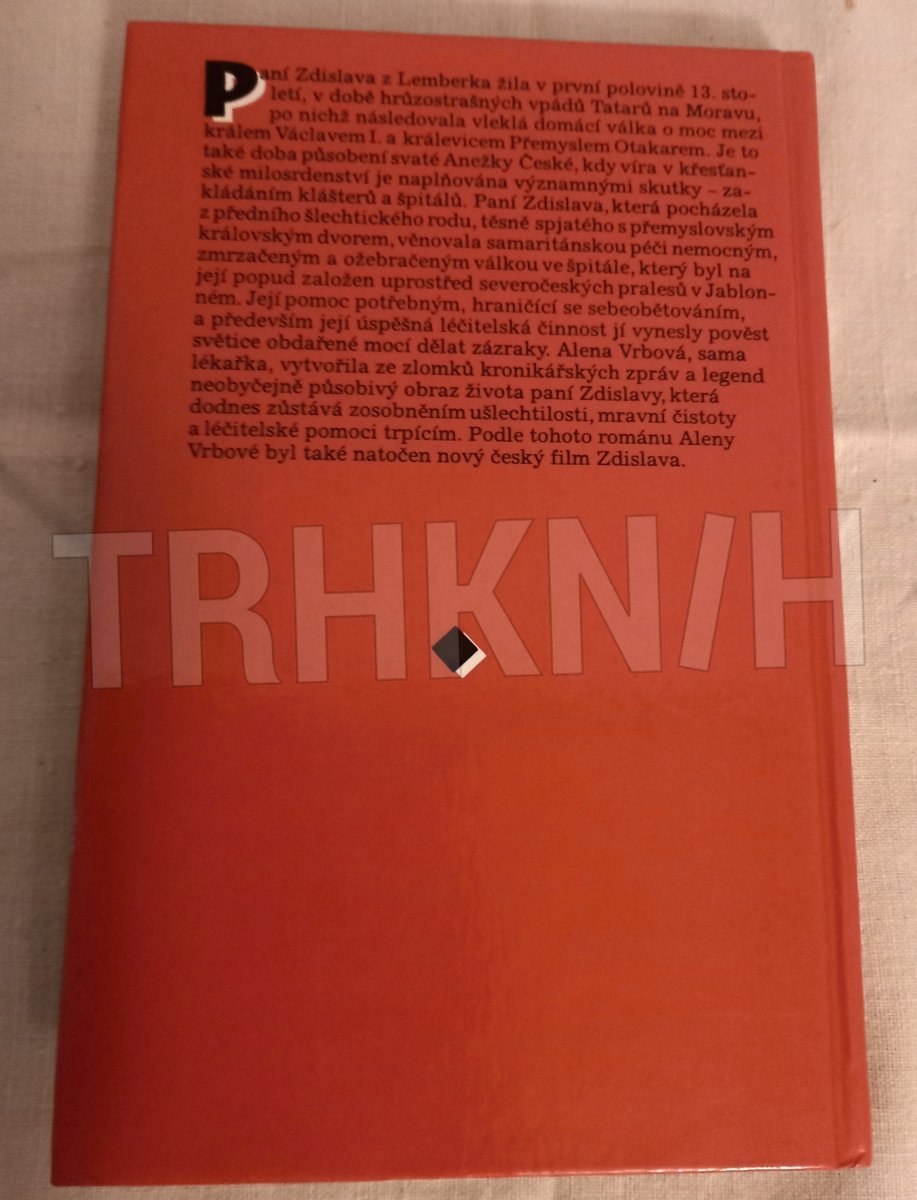 Paní Zdislava z Lemberka žila v první polovině 13. sto-
letí, v době hrůzostrašných vpádů Tatarů na Moravu,
po nichž následovala vleklá domácí válka o moc mezi
králem Václavem I. a králevicem Přemyslem Otakarem. Je to
také doba působení svaté Anežky České, kdy víra v křesťan-
ské milosrdenství je naplňována významnými skutky – za-
kládáním klášterů a špitálů. Paní Zdislava, která pocházela
z předního šlechtického rodu, těsně spjatého s přemyslovským
královským dvorem, věnovala samaritánskou péči nemocným,
zmrzačeným a ožebračeným válkou ve špitále, který byl na
její popud založen uprostřed severočeských pralesů v Jablon-
ném. Její pomoc potřebným, hraničící se sebeobětováním,
a především její úspěšná léčitelská činnost jí vynesly pověst
světice obdařené mocí dělat zázraky. Alena Vrbová, sama
lékařka, vytvořila ze zlomků kronikářských zpráv a legend
neobyčejně působivý obraz života paní Zdislavy, která
dodnes zůstává zosobněním ušlechtilosti, mravní čistoty
a léčitelské pomoci trpícím. Podle tohoto románu Aleny
Vrbové byl také natočen nový český film Zdislava.
TRHKN/H